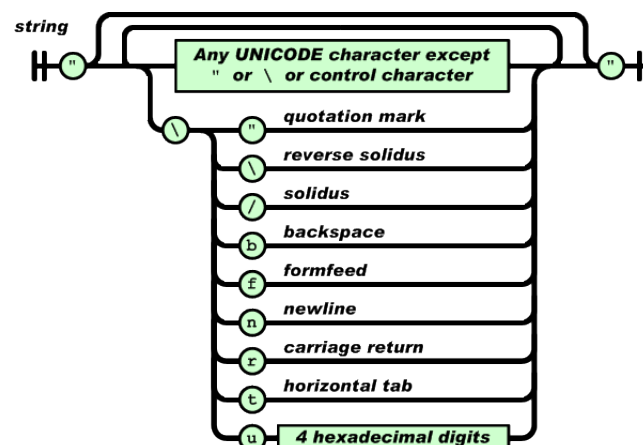 string
" Any UNICODE character except "
" or \ or control character
\ " quotation mark
\ reverse solidus
/ solidus
b backspace
f formfeed
n newline
r carriage return
t horizontal tab
u 4 hexadecimal digits